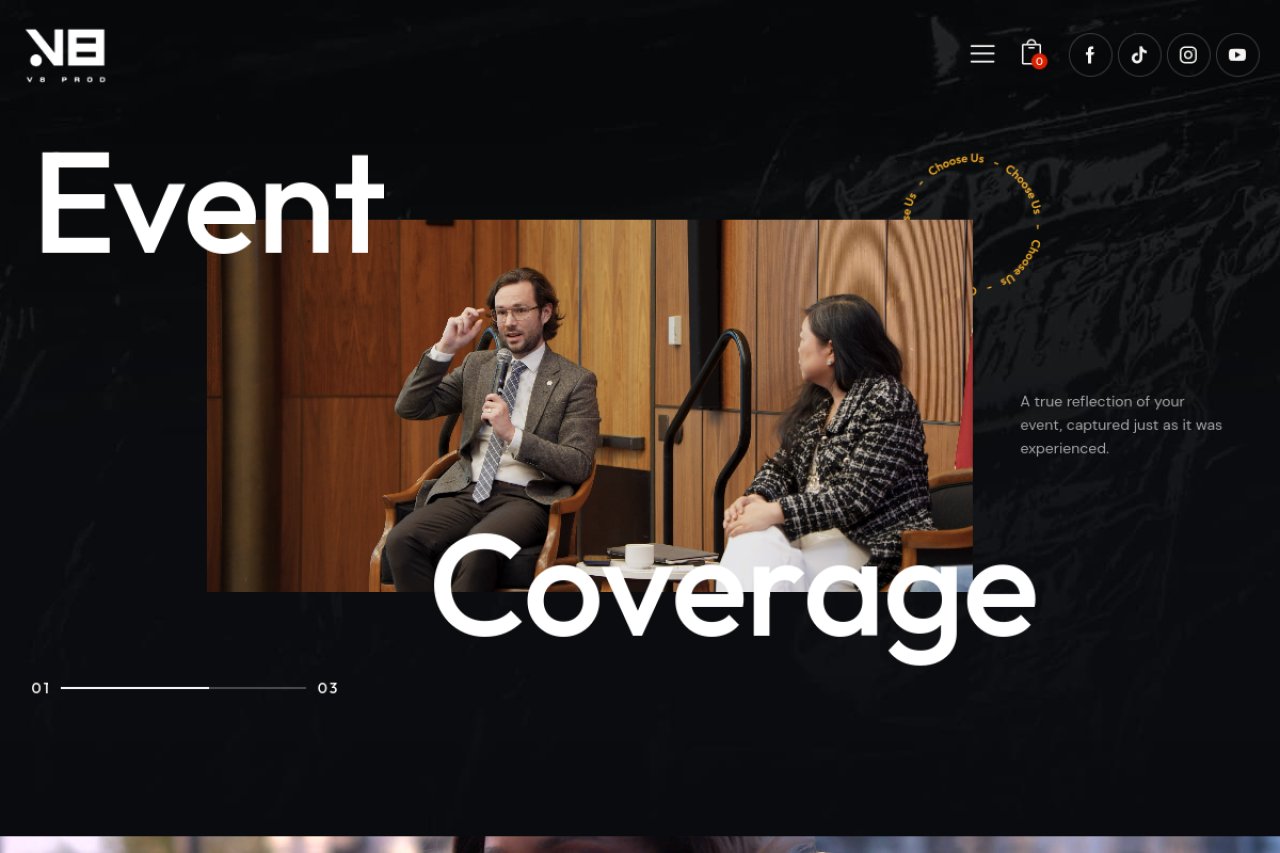 V8
V8 PROD
0
Event
Choose Us - Choose Us - Choose Us -
A true reflection of your
event, captured just as it was
experienced.
Coverage
01
03